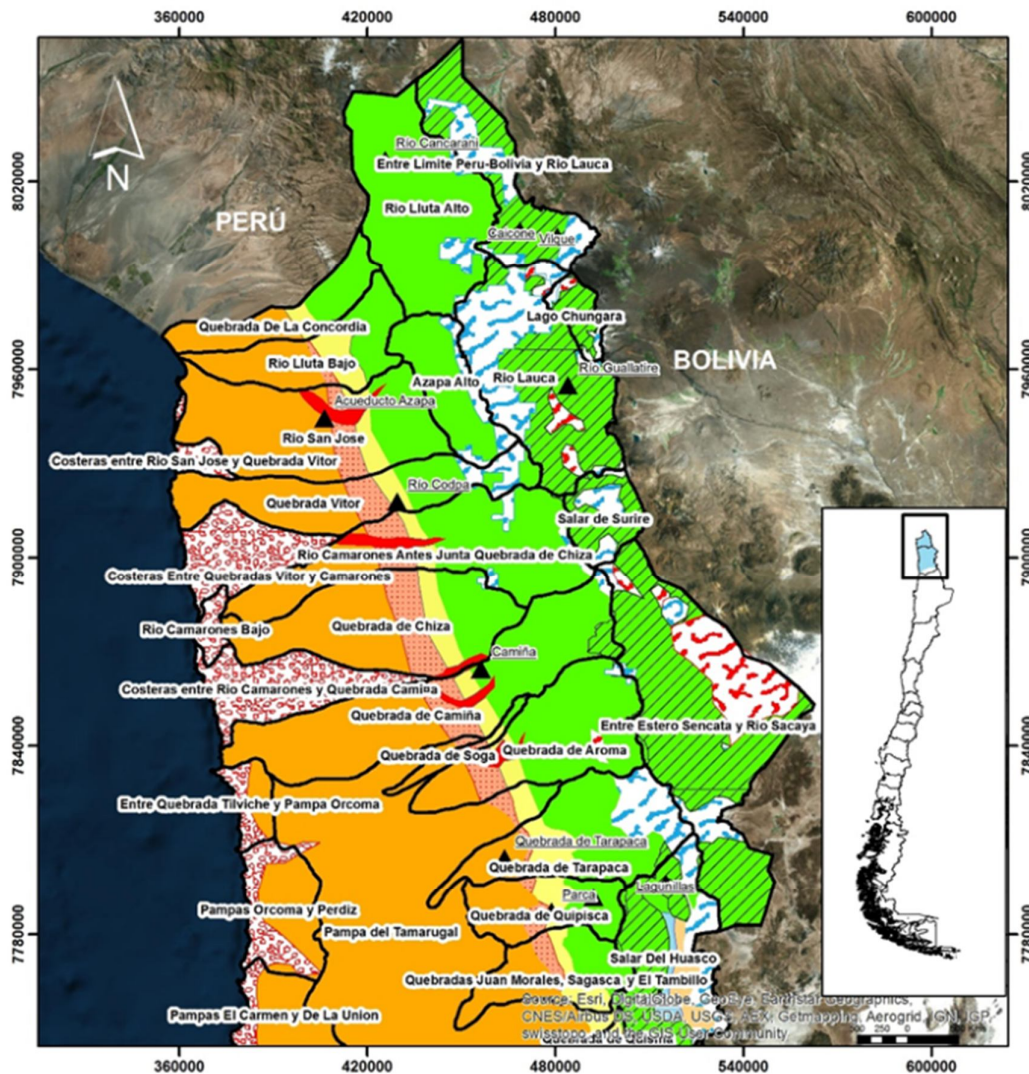 360000 420000 480000 540000 600000
8020000 8020000
7960000 7960000
7900000 7900000
7840000 7840000
7780000 7780000
N
PERÚ
BOLIVIA
Río Cancarani
Entre Limite Peru-Bolivia y Rio Lauca
Rio Lluta Alto
Caicone
Vilque
Quebrada De La Concordia
Lago Chungara
Rio Lluta Bajo
Azapa Alto
Rio Lauca
Río Guallatire
Acueducto Azapa
Rio San Jose
Costeras entre Rio San Jose y Quebrada Vitor
Río Codpa
Quebrada Vitor
Salar de Surire
Rio Camarones Antes Junta Quebrada de Chiza
Costeras Entre Quebradas Vitor y Camarones
Rio Camarones Bajo
Quebrada de Chiza
Camiña
Costeras entre Rio Camarones y Quebrada Camiña
Quebrada de Camiña
Entre Estero Sencata y Rio Sacaya
Quebrada de Soga
Quebrada de Aroma
Entre Quebrada Tilviche y Pampa Orcoma
Quebrada de Tarapaca
Quebrada de Tarapaca
Lagunillas
Parca
Pampas Orcoma y Perdiz
Quebrada de Quipisca
Pampa del Tamarugal
Salar Del Huasco
Quebradas Juan Morales, Sagasca y El Tambillo
Source: Esri, DigitalGlobe, GeoEye, Earthstar Geographics,
CNES/Airbus DS, USDA, USGS, AEX, Getmapping, Aerogrid, IGN, IGP,
swisstopo, and the GIS User Community
Pampas El Carmen y De La Union
250 0
360000 420000 480000 540000 600000